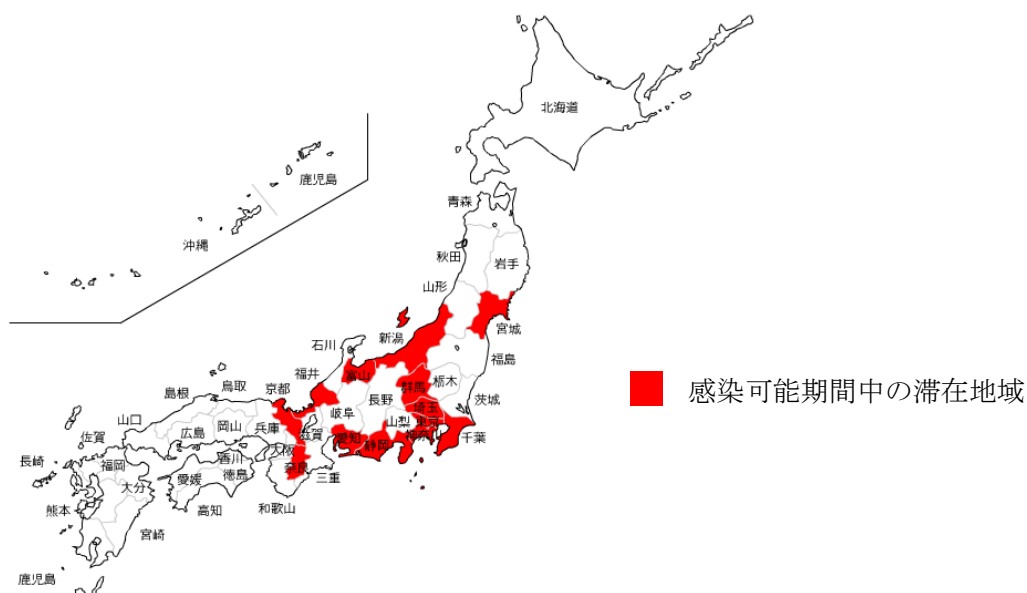 北海道
鹿児島
沖縄
青森
秋田
岩手
山形
宮城
新潟
石川
福島
福井
富山
群馬
栃木
島根
鳥取
京都
長野
埼玉
茨城
山口
岡山
兵庫
岐阜
山梨
東京
広島
滋賀
愛知
静岡
神奈川
千葉
佐賀
大阪
長崎
福岡
香川
奈良
三重
大分
愛媛
徳島
熊本
高知
和歌山
宮崎
鹿児島
感染可能期間中の滞在地域